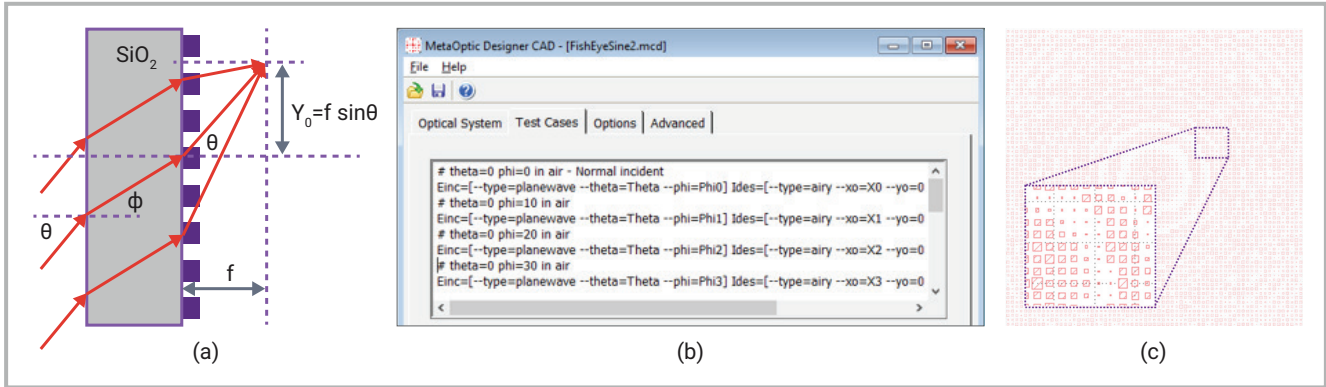 SiO₂
Y₀=f sinθ
θ
ϕ
θ
f
(a)
MetaOptic Designer CAD - [FishEyeSine2.mcd]
File Help
Optical System Test Cases Options Advanced
# theta=0 phi=0 in air - Normal incident
Einc=[--type=planewave --theta=Theta --phi=Phi0] Ides=[--type=airy --xo=X0 --yo=0
# theta=0 phi=10 in air
Einc=[--type=planewave --theta=Theta --phi=Phi1] Ides=[--type=airy --xo=X1 --yo=0
# theta=0 phi=20 in air
Einc=[--type=planewave --theta=Theta --phi=Phi2] Ides=[--type=airy --xo=X2 --yo=0
# theta=0 phi=30 in air
Einc=[--type=planewave --theta=Theta --phi=Phi3] Ides=[--type=airy --xo=X3 --yo=0
(b)
(c)